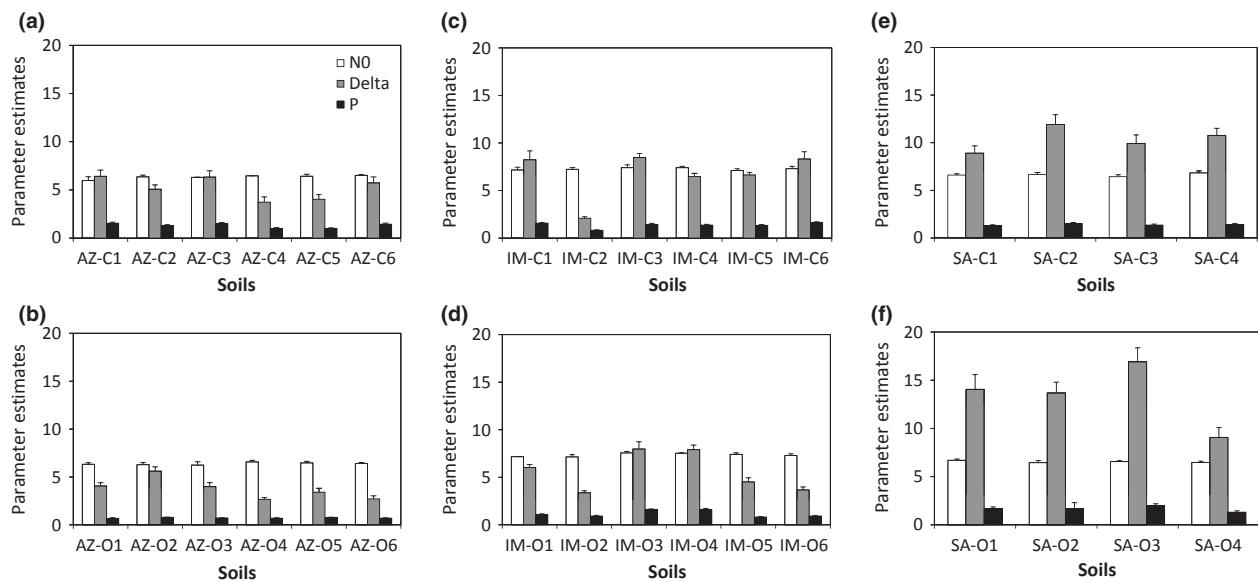 (a)
Parameter estimates
20
15
10
5
0
N0
Delta
P
AZ-C1 AZ-C2 AZ-C3 AZ-C4 AZ-C5 AZ-C6
Soils
(c)
Parameter estimates
20
15
10
5
0
IM-C1 IM-C2 IM-C3 IM-C4 IM-C5 IM-C6
Soils
(e)
Parameter estimates
20
15
10
5
0
SA-C1 SA-C2 SA-C3 SA-C4
Soils
(b)
Parameter estimates
20
15
10
5
0
AZ-O1 AZ-O2 AZ-O3 AZ-O4 AZ-O5 AZ-O6
Soils
(d)
Parameter estimates
20
15
10
5
0
IM-O1 IM-O2 IM-O3 IM-O4 IM-O5 IM-O6
Soils
(f)
Parameter estimates
20
15
10
5
0
SA-O1 SA-O2 SA-O3 SA-O4
Soils